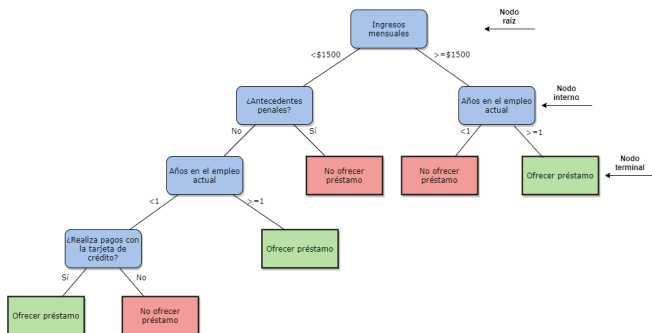 Nodo
raíz
Ingresos
mensuales
<$1500
>=$1500
¿Antecedentes
penales?
Años en el empleo
actual
Nodo
interno
No
Sí
<1
>=1
Años en el empleo
actual
No ofrecer
préstamo
No ofrecer
préstamo
Ofrecer préstamo
Nodo
terminal
<1
>=1
¿Realiza pagos con
la tarjeta de
crédito?
Ofrecer préstamo
Sí
No
Ofrecer préstamo
No ofrecer
préstamo